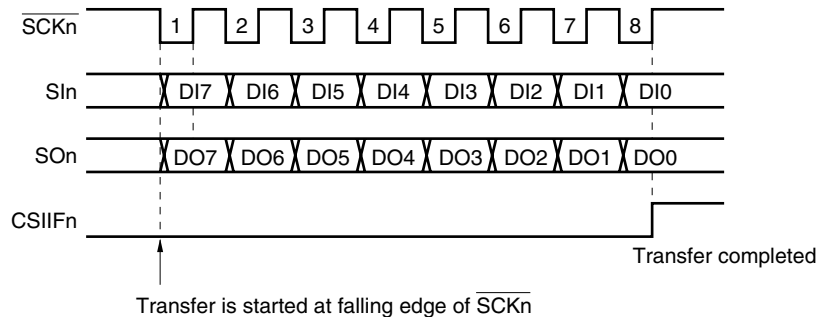 SCKn 1 2 3 4 5 6 7 8
SIn DI7 DI6 DI5 DI4 DI3 DI2 DI1 DI0
SOn DO7 DO6 DO5 DO4 DO3 DO2 DO1 DO0
CSIIFn
Transfer completed
Transfer is started at falling edge of SCKn